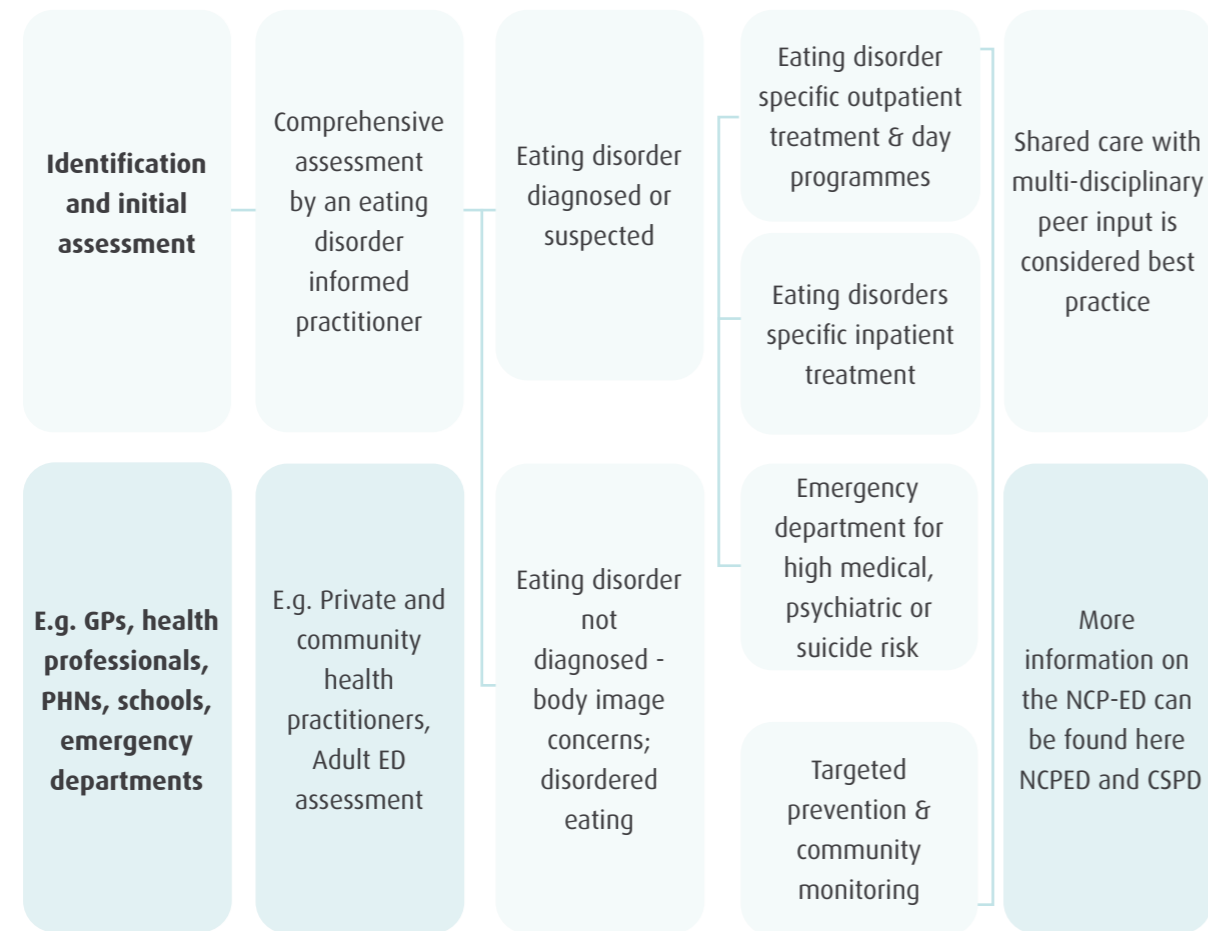 Identification
and initial
assessment
Comprehensive
assessment
by an eating
disorder
informed
practitioner
Eating disorder
diagnosed or
suspected
Eating disorder
specific outpatient
treatment & day
programmes
Eating disorders
specific inpatient
treatment
Shared care with
multi-disciplinary
peer input is
considered best
practice
E.g. GPs, health
professionals,
PHNs, schools,
emergency
departments
E.g. Private and
community
health
practitioners,
Adult ED
assessment
Eating disorder
not
diagnosed -
body image
concerns;
disordered
eating
Emergency
department for
high medical,
psychiatric or
suicide risk
Targeted
prevention &
community
monitoring
More
information on
the NCP-ED can
be found here
NCPED and CSPD